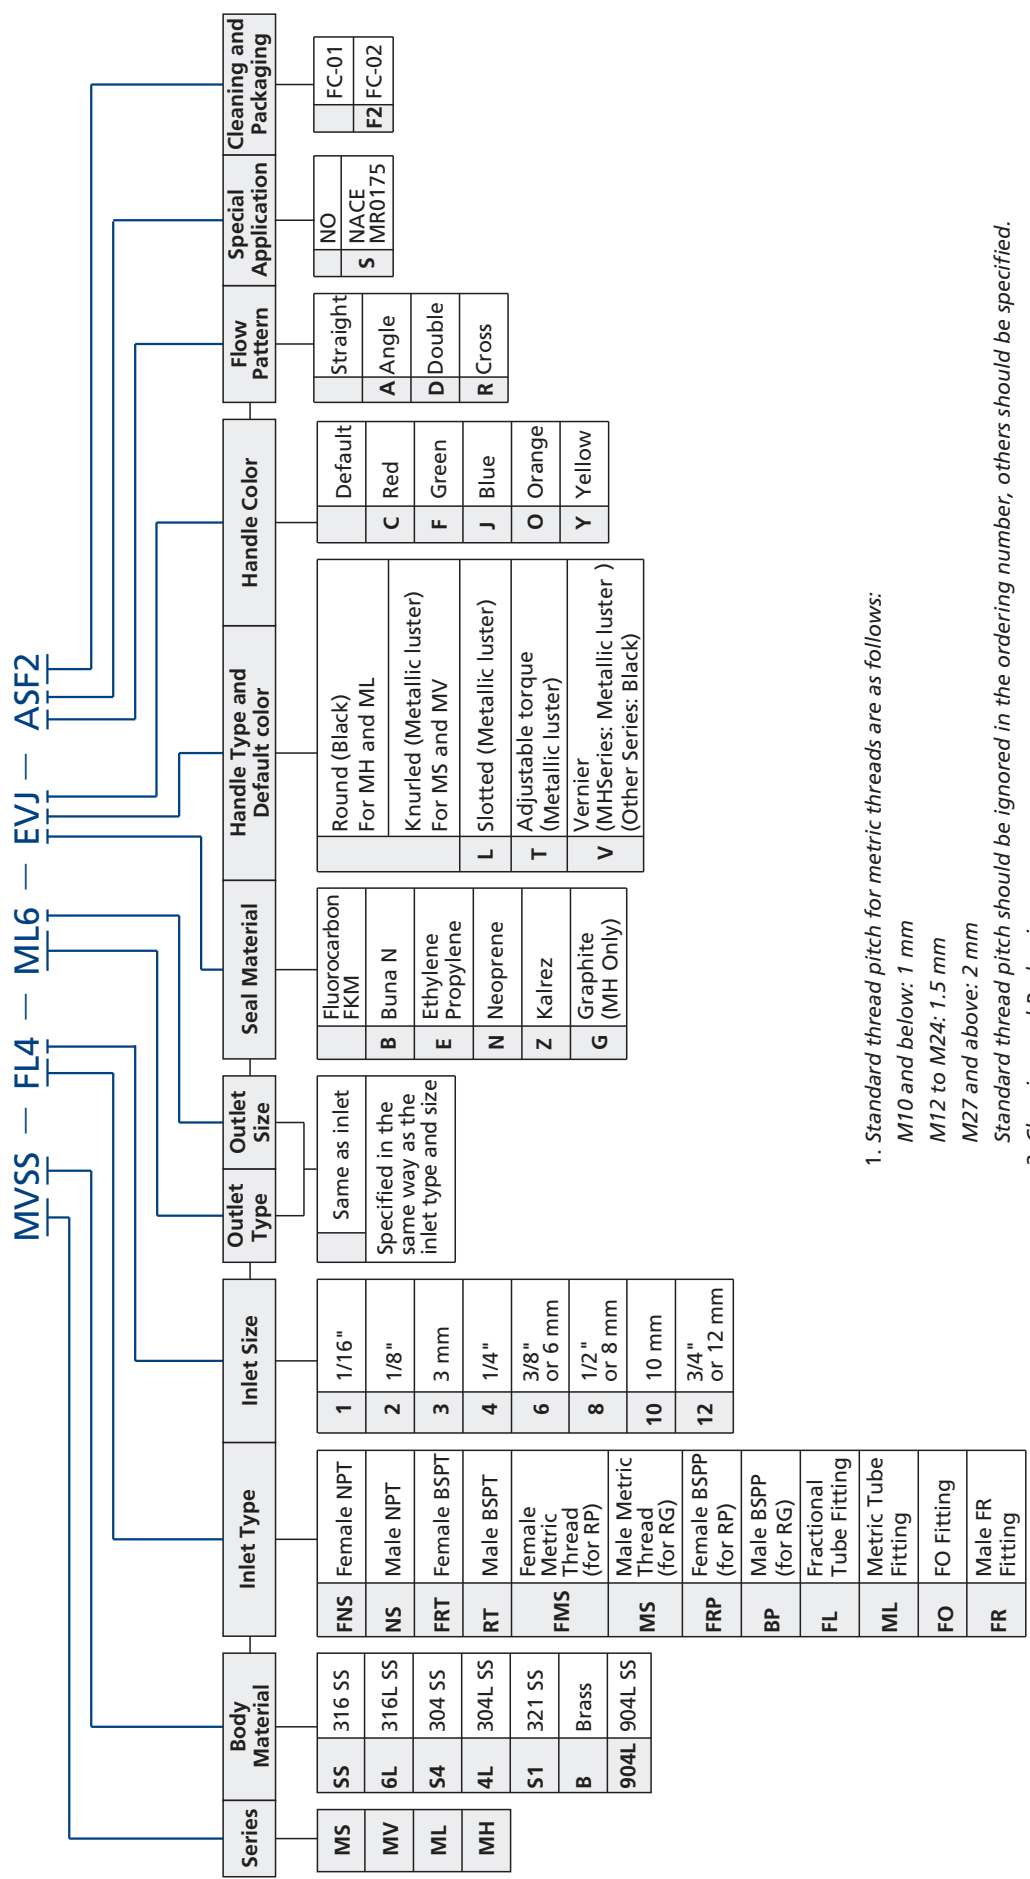 MVSS — FL4 — ML6 — EVJ — ASF2
Series
MS
MV
ML
MH
Body
Material
SS 316 SS
6L 316L SS
S4 304 SS
4L 304L SS
S1 321 SS
B Brass
904L 904L SS
Inlet Type
FNS Female NPT
NS Male NPT
FRT Female BSPT
RT Male BSPT
FMS Female
Metric
Thread
(for RP)
MS Male Metric
Thread
(for RG)
FRP Female BSPP
(for RP)
BP Male BSPP
(for RG)
FL Fractional
Tube Fitting
ML Metric Tube
Fitting
FO FO Fitting
FR Male FR
Fitting
Inlet Size
1 1/16"
2 1/8"
3 3 mm
4 1/4"
6 3/8"
or 6 mm
8 1/2"
or 8 mm
10 10 mm
12 3/4"
or 12 mm
Outlet
Type
Outlet
Size
Same as inlet
Specified in the
same way as the
inlet type and size
Seal Material
Fluorocarbon
FKM
B Buna N
E Ethylene
Propylene
N Neoprene
Z Kalrez
G Graphite
(MH Only)
Handle Type and
Default color
Round (Black)
For MH and ML
Knurled (Metallic luster)
For MS and MV
L Slotted (Metallic luster)
T Adjustable torque
(Metallic luster)
V Vernier
(MHSeries: Metallic luster )
(Other Series: Black)
Handle Color
Default
C Red
F Green
J Blue
O Orange
Y Yellow
Flow
Pattern
Straight
A Angle
D Double
R Cross
Special
Application
NO
S NACE
MR0175
Cleaning and
Packaging
FC-01
F2 FC-02
1. Standard thread pitch for metric threads are as follows:
M10 and below: 1 mm
M12 to M24: 1.5 mm
M27 and above: 2 mm
Standard thread pitch should be ignored in the ordering number, others should be specified.